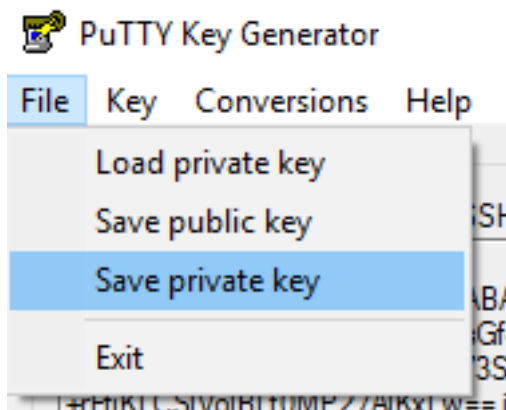 PuTTY Key Generator
File Key Conversions Help
Load private key
Save public key
Save private key
Exit